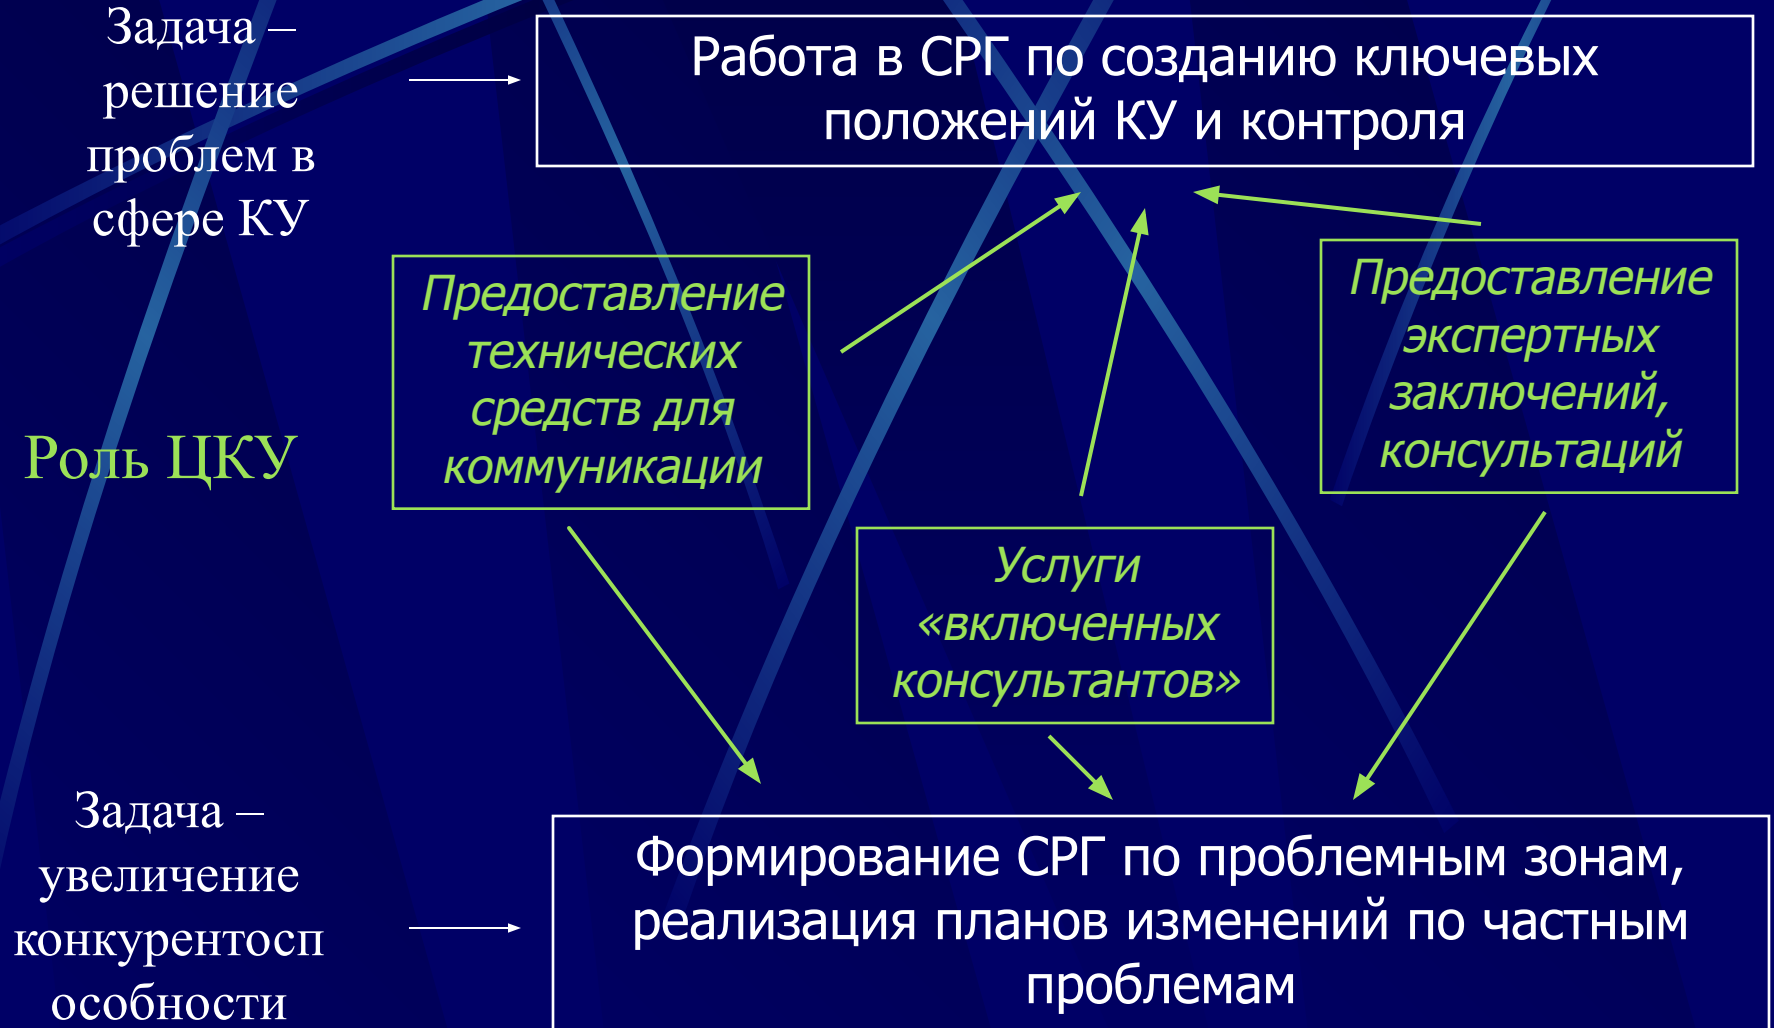 Задача –
решение
проблем в
сфере КУ
Работа в СРГ по созданию ключевых
положений КУ и контроля
Роль ЦКУ
Предоставление
технических
средств для
коммуникации
Услуги
«включенных
консультантов»
Предоставление
экспертных
заключений,
консультаций
Задача –
увеличение
конкурентосп
особности
Формирование СРГ по проблемным зонам,
реализация планов изменений по частным
проблемам